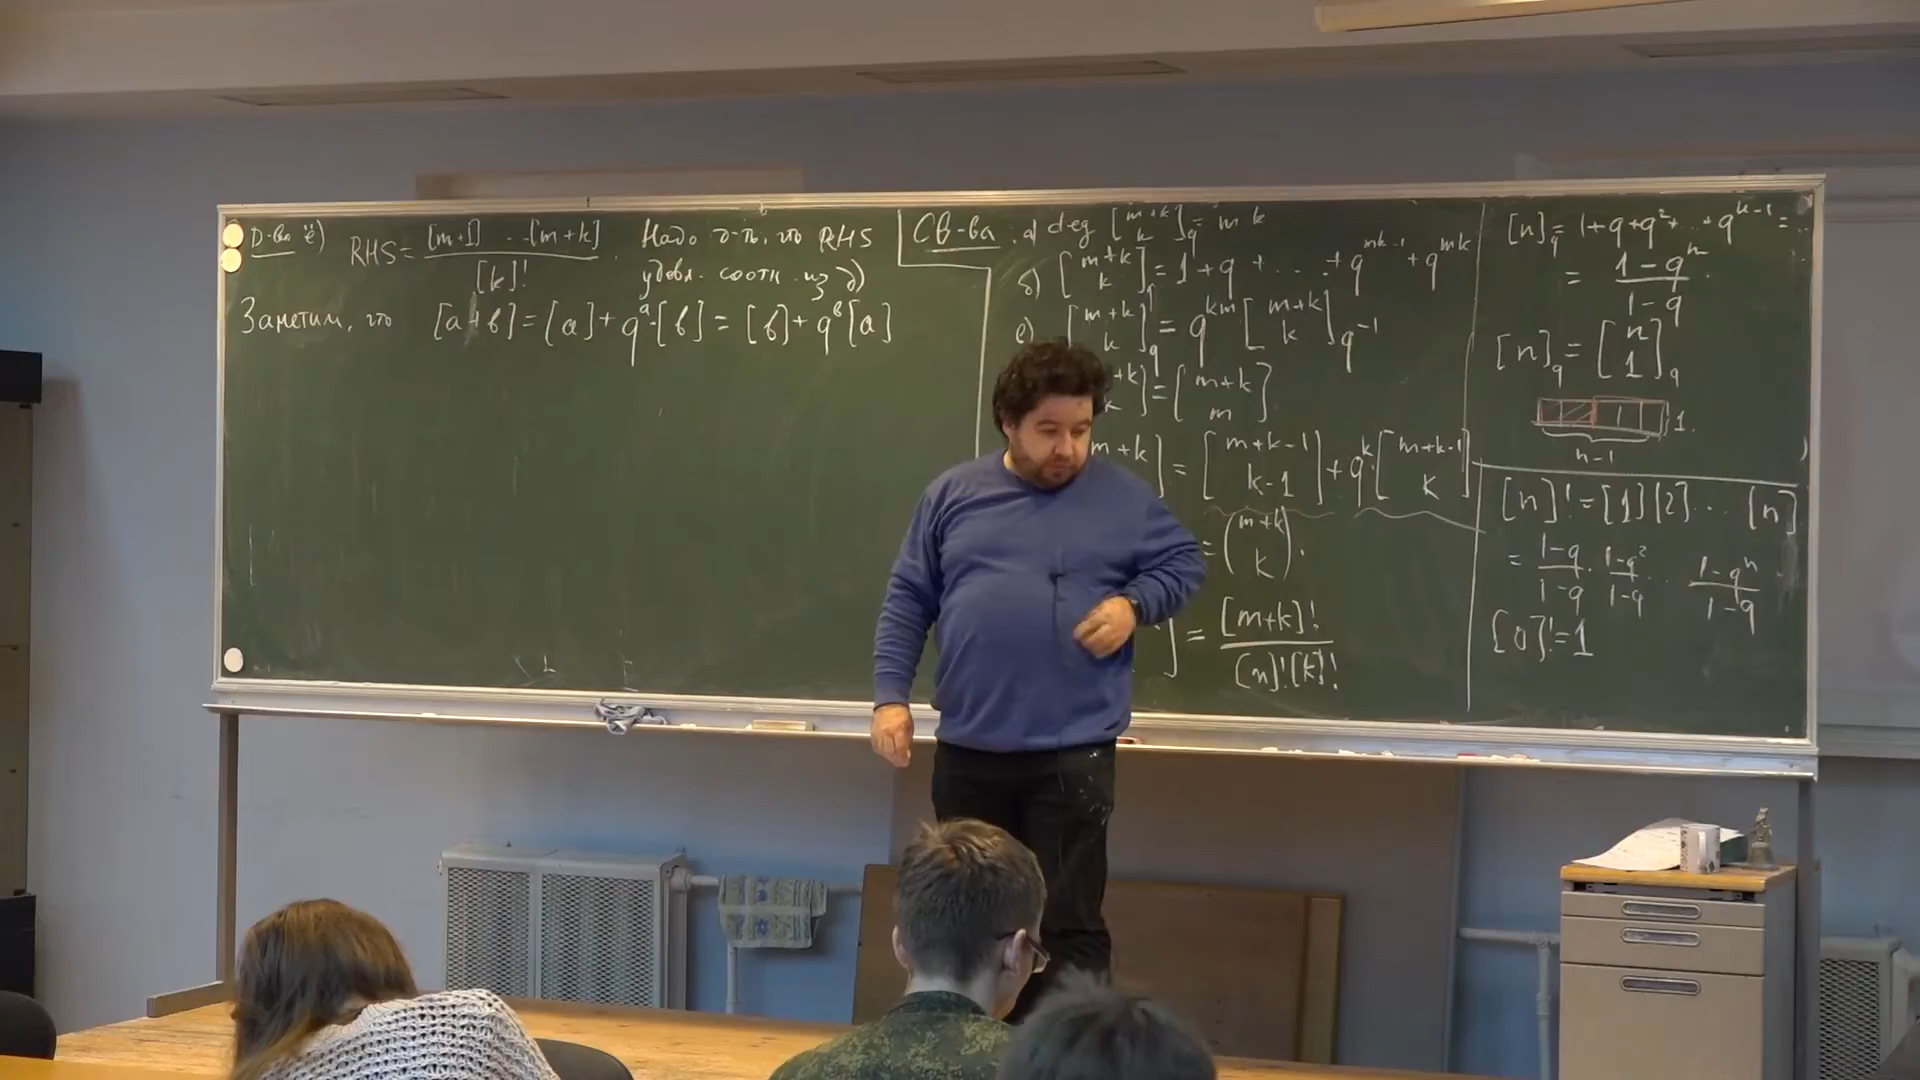 Д-во ё) RHS = [m+1] ... [m+k] / [k]! . Надо д-ть, что RHS
удовл. соотн. из д)
Заметим, что [a+b] = [a] + q^a·[b] = [b] + q^b[a]
Св-ва. а) deg [m+k k]_q = mk
б) [m+k k]_q = 1 + q + ... + q^{mk-1} + q^{mk}
[m+k k]_q = q^{km} [m+k k]_{q^{-1}}
+k k] = [m+k m]
m+k ] = [m+k-1 k-1] + q^k [m+k-1 k]
= (m+k k).
] = [m+k]! / [m]![k]!
[n]_q = 1+q+q^2+ ... q^{n-1} =
= 1-q^n / 1-q
[n]_q = [n 1]_q
1.
n-1
[n]! = [1][2] ... [n]
= 1-q / 1-q · 1-q^2 / 1-q ... 1-q^n / 1-q
[0]! = 1